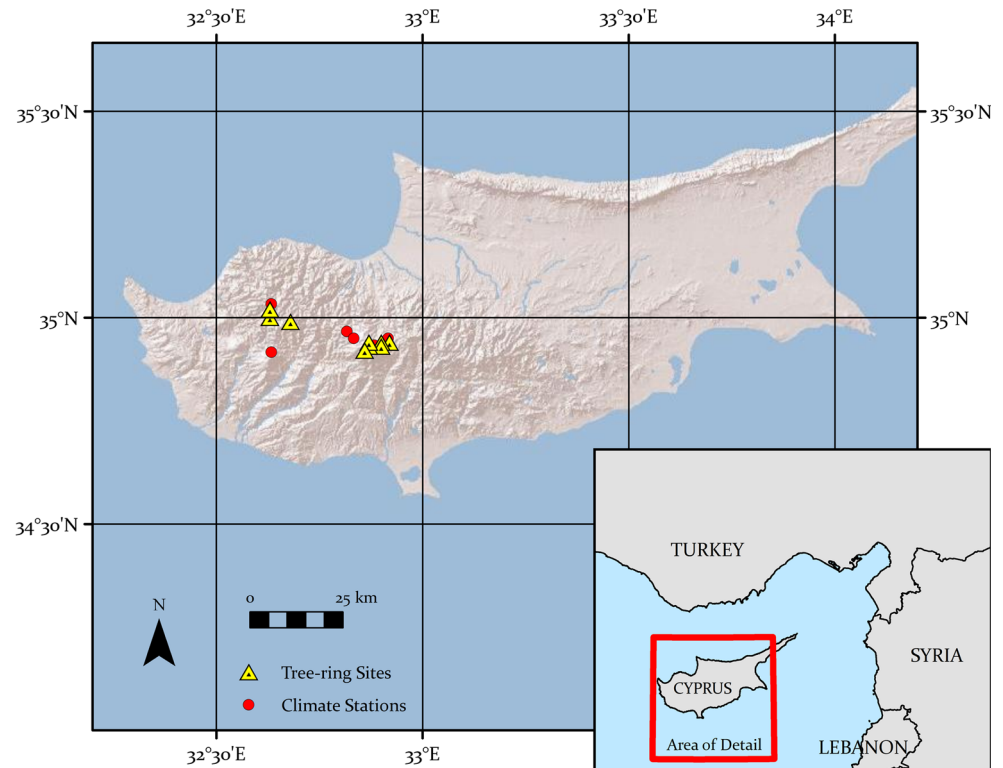 32°30'E 33°E 33°30'E 34°E
35°30'N 35°30'N
35°N 35°N
34°30'N
TURKEY
SYRIA
CYPRUS
Area of Detail
LEBANON
N
0 25 km
Tree-ring Sites
Climate Stations
32°30'E 33°E